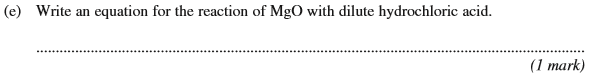 (e) Write an equation for the reaction of MgO with dilute hydrochloric acid.
................................................................................................................................................
(1 mark)